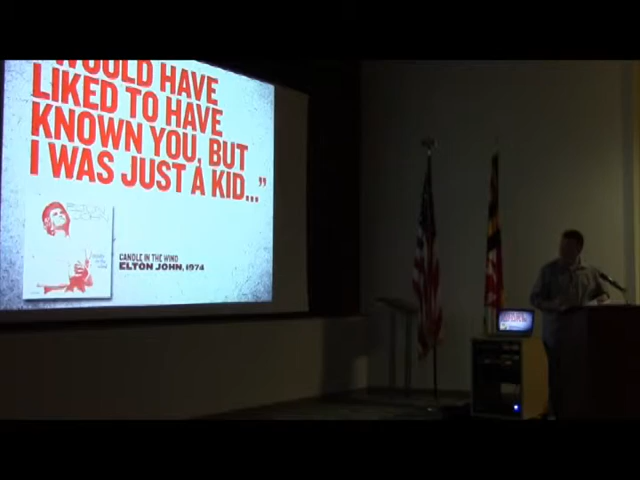 WOULD HAVE
LIKED TO HAVE
KNOWN YOU, BUT
I WAS JUST A KID..."
CANDLE IN THE WIND
ELTON JOHN, 1974